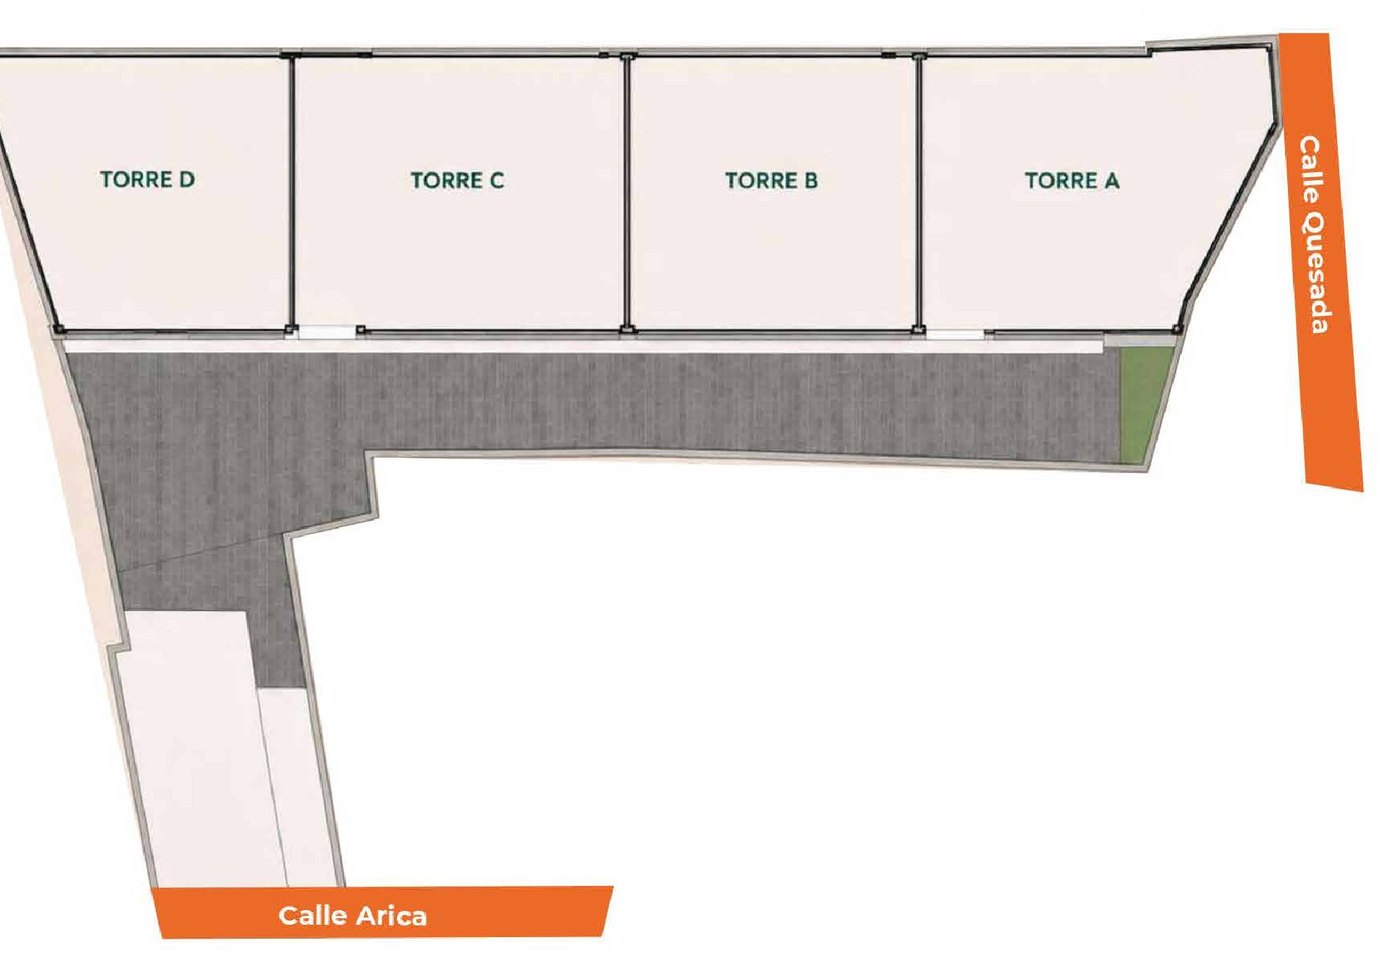 TORRE D
TORRE C
TORRE B
TORRE A
Calle Quesada
Calle Arica